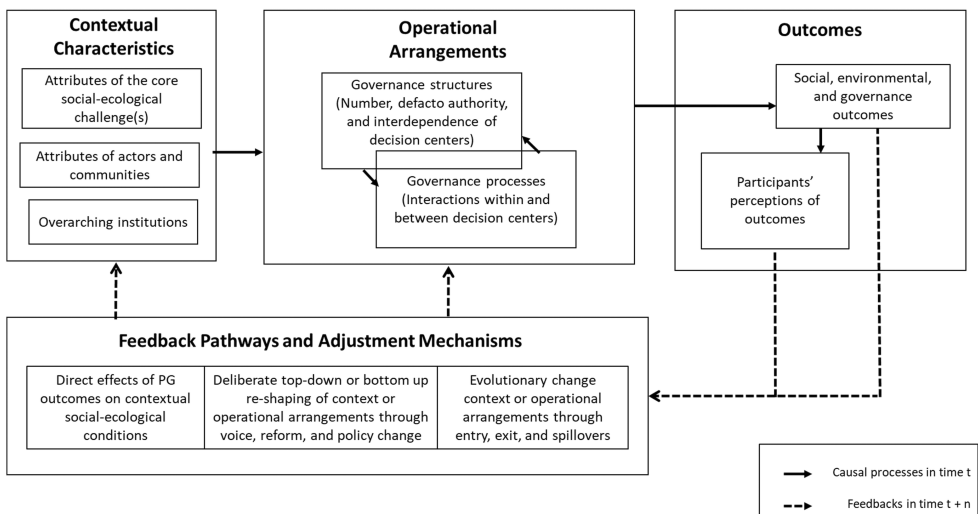 Contextual
Characteristics
Attributes of the core
social-ecological
challenge(s)
Attributes of actors and
communities
Overarching institutions
Operational
Arrangements
Governance structures
(Number, defacto authority,
and interdependence of
decision centers)
Governance processes
(Interactions within and
between decision centers)
Outcomes
Social, environmental,
and governance
outcomes
Participants’
perceptions of
outcomes
Feedback Pathways and Adjustment Mechanisms
Direct effects of PG
outcomes on contextual
social-ecological
conditions
Deliberate top-down or bottom up
re-shaping of context or
operational arrangements through
voice, reform, and policy change
Evolutionary change
context or operational
arrangements through
entry, exit, and spillovers
Causal processes in time t
Feedbacks in time t + n